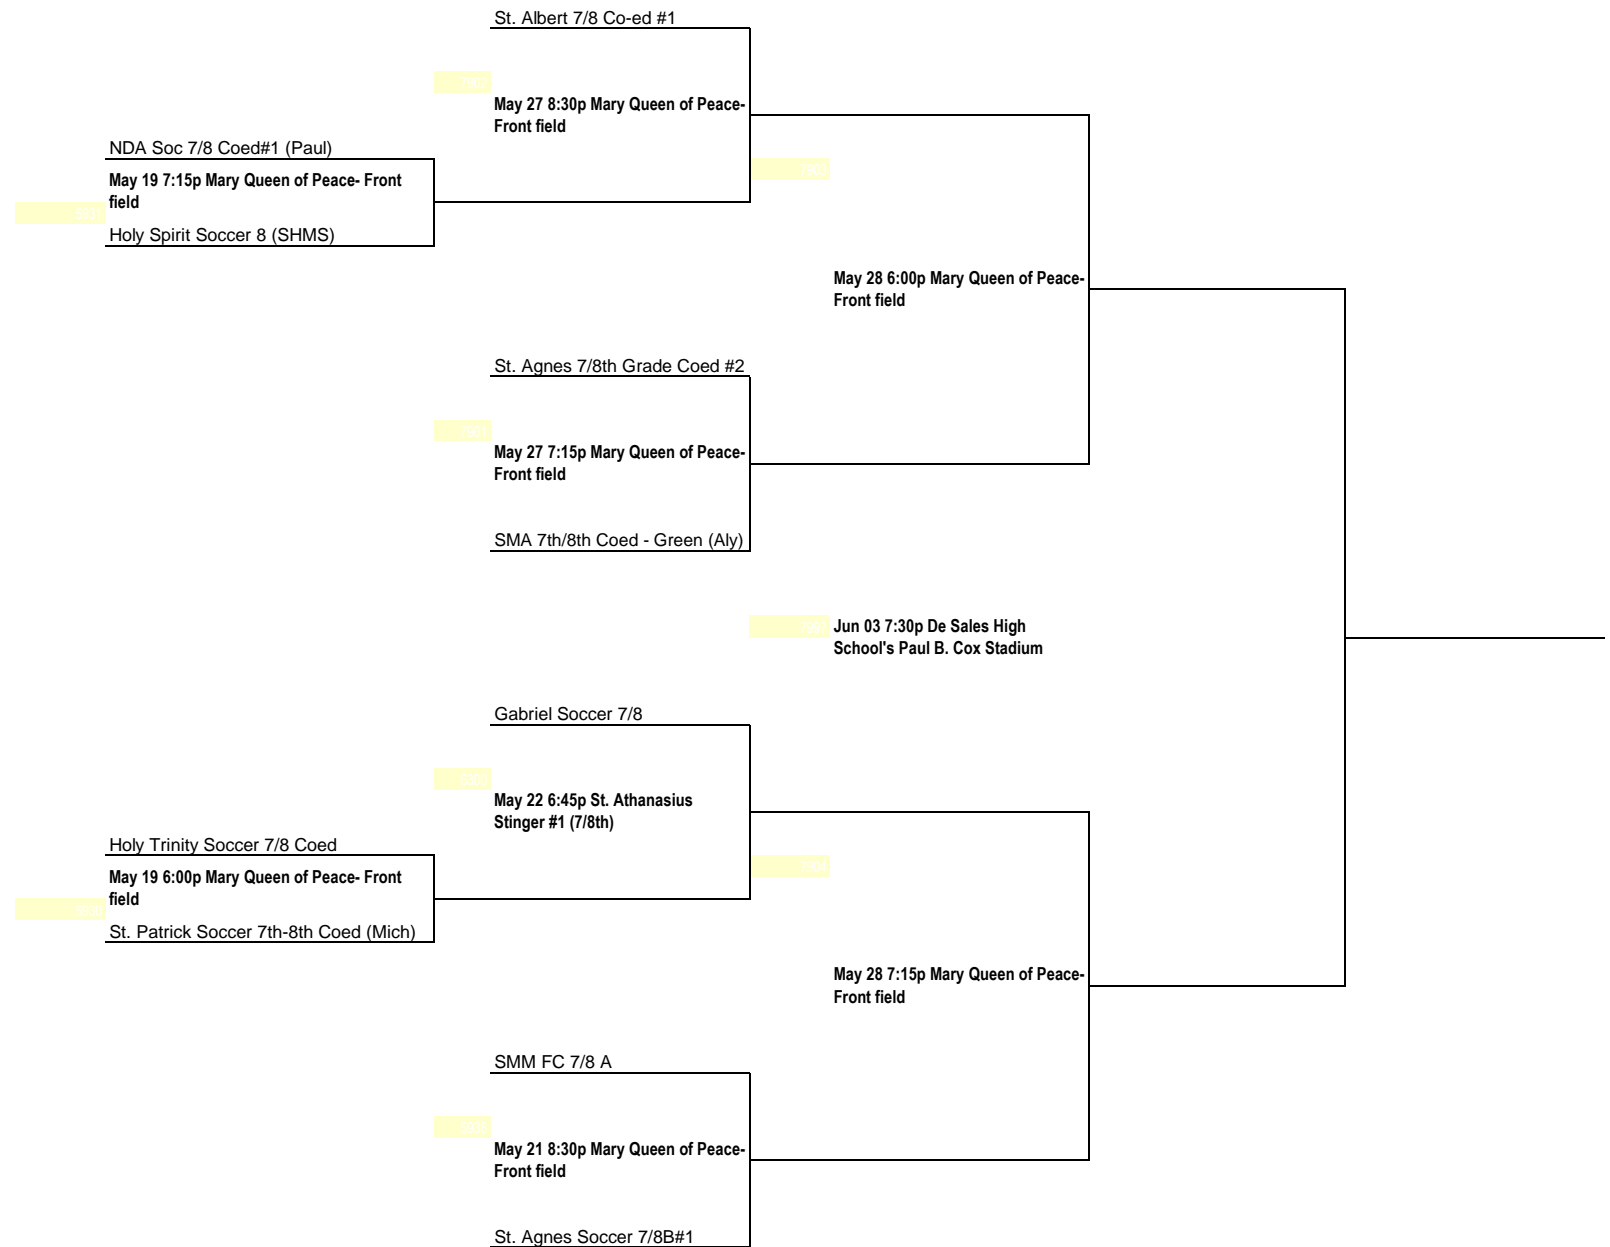 St. Albert 7/8 Co-ed #1
May 27 8:30p Mary Queen of Peace-
Front field
NDA Soc 7/8 Coed#1 (Paul)
May 19 7:15p Mary Queen of Peace- Front
field
Holy Spirit Soccer 8 (SHMS)
May 28 6:00p Mary Queen of Peace-
Front field
St. Agnes 7/8th Grade Coed #2
May 27 7:15p Mary Queen of Peace-
Front field
SMA 7th/8th Coed - Green (Aly)
Jun 03 7:30p De Sales High
School's Paul B. Cox Stadium
Gabriel Soccer 7/8
May 22 6:45p St. Athanasius
Stinger #1 (7/8th)
Holy Trinity Soccer 7/8 Coed
May 19 6:00p Mary Queen of Peace- Front
field
St. Patrick Soccer 7th-8th Coed (Mich)
May 28 7:15p Mary Queen of Peace-
Front field
SMM FC 7/8 A
May 21 8:30p Mary Queen of Peace-
Front field
St. Agnes Soccer 7/8B#1